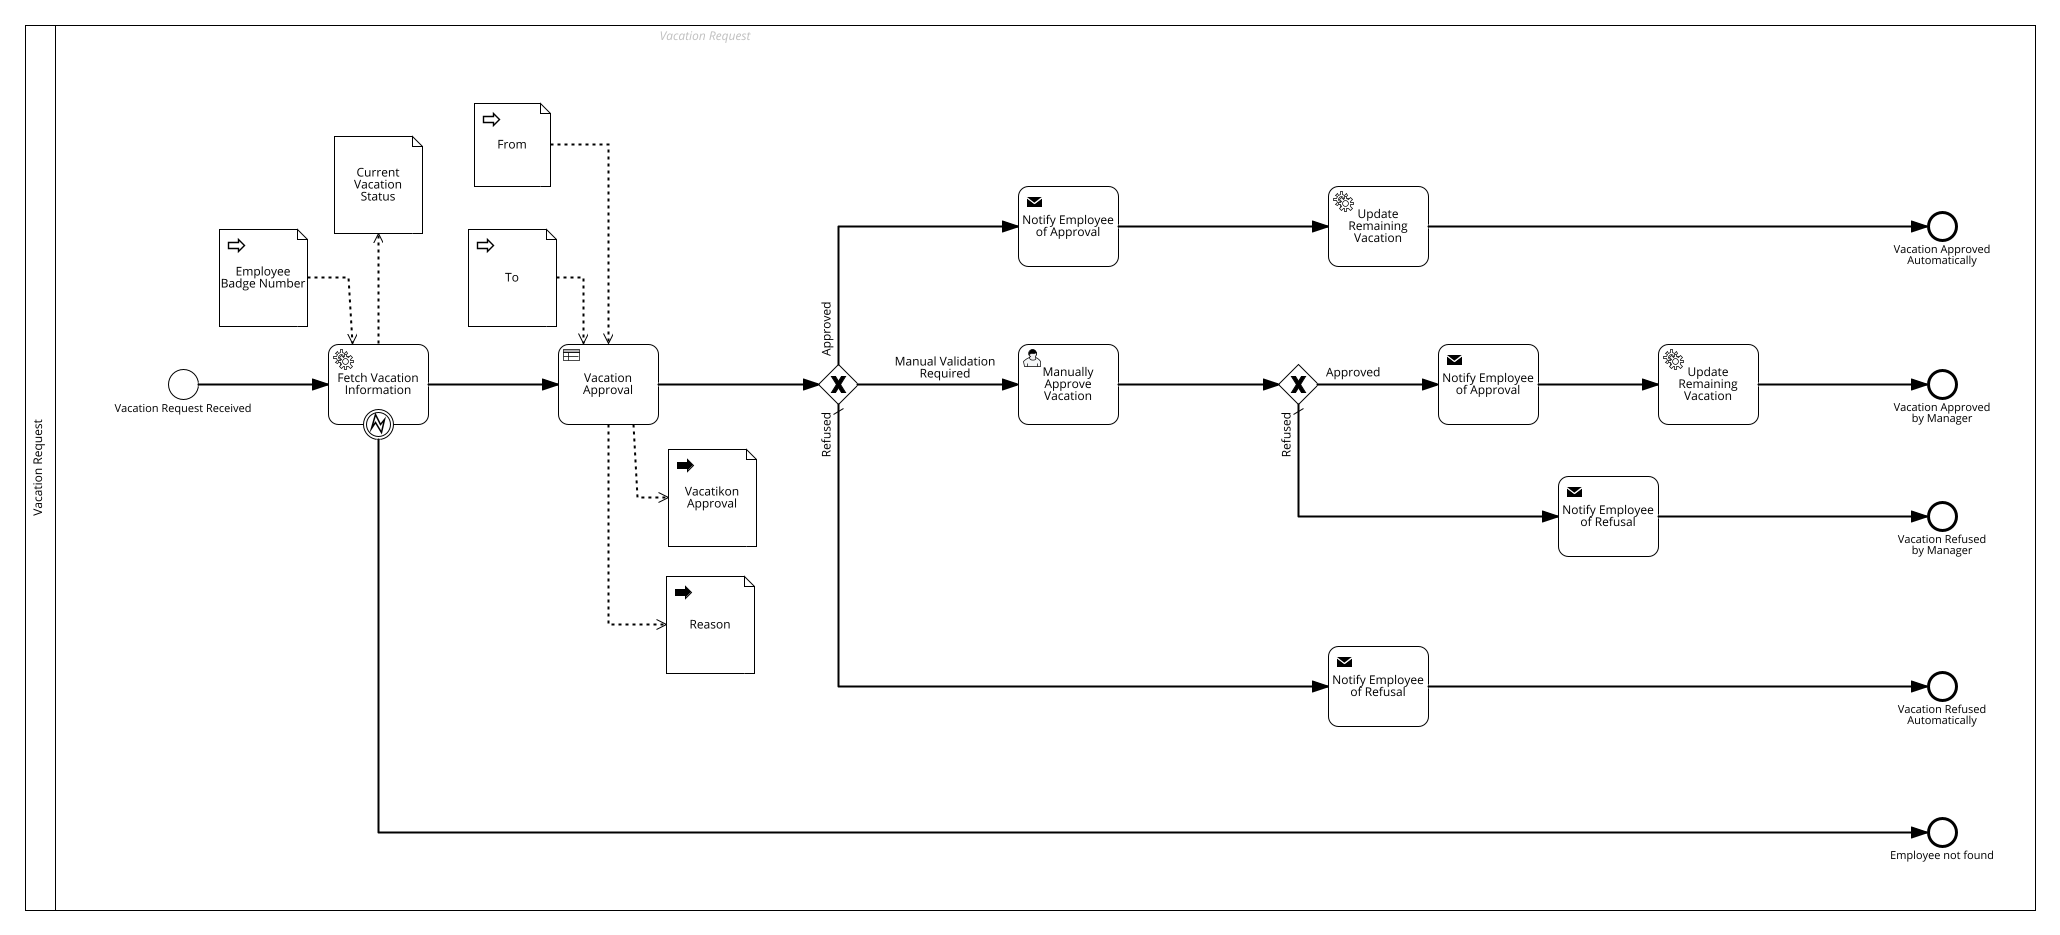 Vacation Request
Vacation Request
From
Current
Vacation
Status
Employee
Badge Number
To
Vacation Request Received
Fetch Vacation
Information
Vacation
Approval
Vacatikon
Approval
Reason
Approved
Manual Validation
Required
Refused
Notify Employee
of Approval
Update
Remaining
Vacation
Vacation Approved
Automatically
Manually
Approve
Vacation
Approved
Refused
Notify Employee
of Approval
Update
Remaining
Vacation
Vacation Approved
by Manager
Notify Employee
of Refusal
Vacation Refused
by Manager
Notify Employee
of Refusal
Vacation Refused
Automatically
Employee not found